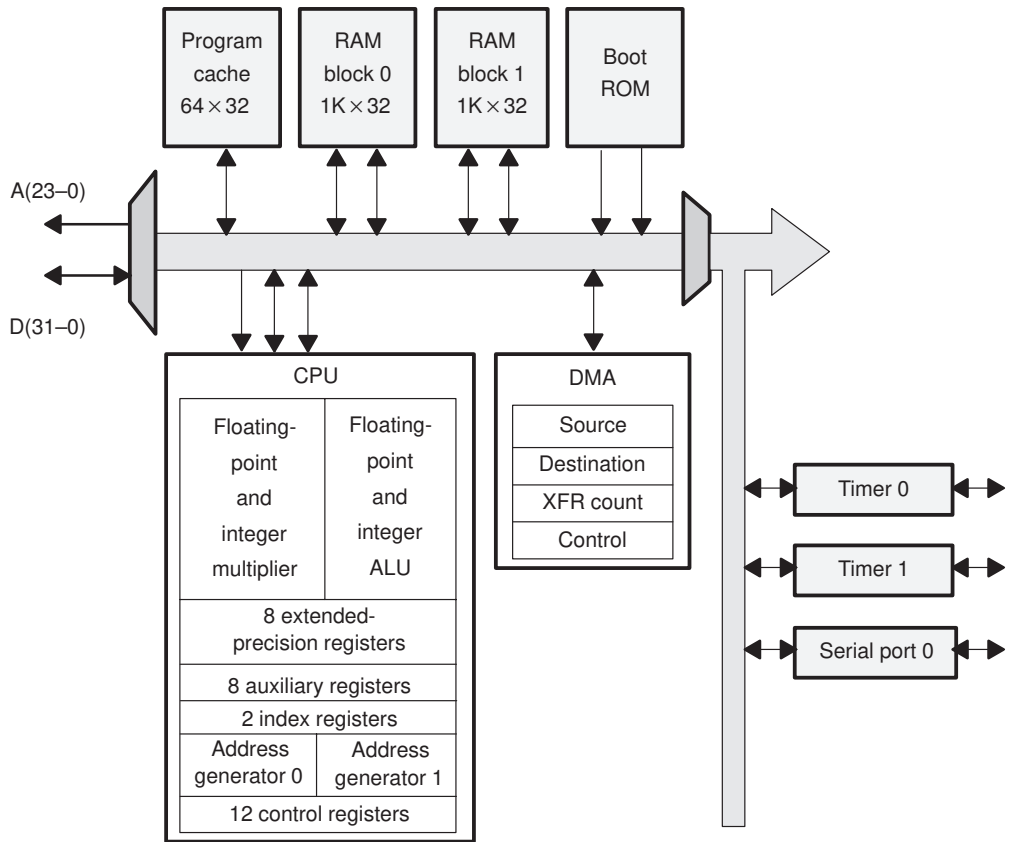 Program
cache
64 × 32
RAM
block 0
1K × 32
RAM
block 1
1K × 32
Boot
ROM
A(23–0)
D(31–0)
CPU
Floating-
point
and
integer
multiplier
Floating-
point
and
integer
ALU
8 extended-
precision registers
8 auxiliary registers
2 index registers
Address
generator 0
Address
generator 1
12 control registers
DMA
Source
Destination
XFR count
Control
Timer 0
Timer 1
Serial port 0